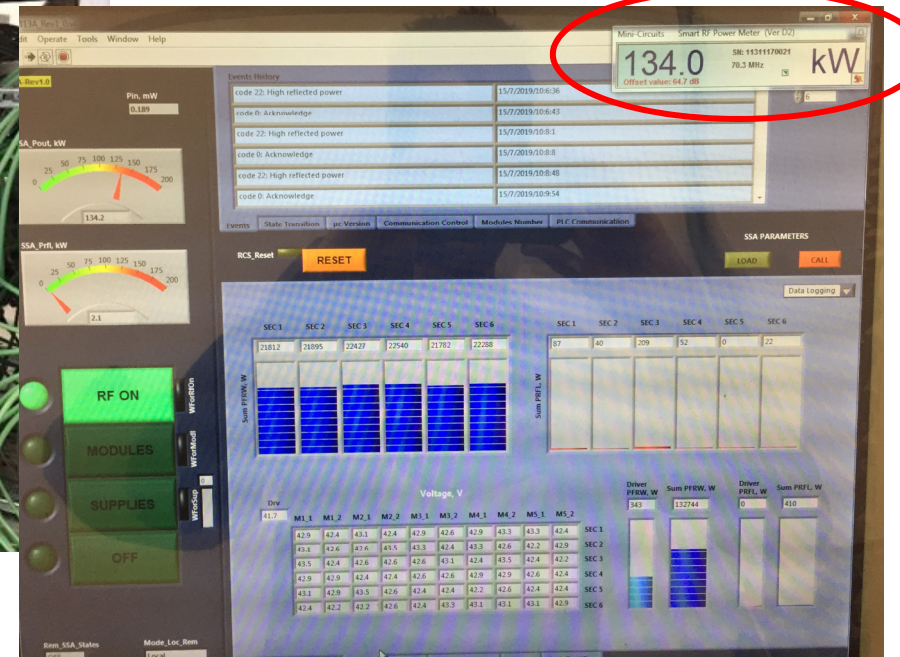 dit Operate Tools Window Help
Mini-Circuits Smart RF Power Meter (Ver D2)
134.0 kW
SN: 11311170021
70.3 MHz
Offset value: 64.7 dB
6
Rev1.0
Pin, mW
0.189
SA_Pout, kW
0 25 50 75 100 125 150 175 200
134.2
SSA_Prfl, kW
0 25 50 75 100 125 150 175 200
2.1
Events History
code 22: High reflected power 15/7/2019/10:6:36
code 0: Acknowledge 15/7/2019/10:6:43
code 22: High reflected power 15/7/2019/10:8:1
code 0: Acknowledge 15/7/2019/10:8:8
code 22: High reflected power 15/7/2019/10:8:48
code 0: Acknowledge 15/7/2019/10:9:54
Events State Transition pc Version Communication Control Modules Number PLC Communication
RCS_Reset RESET
SSA PARAMETERS
LOAD CALL
Data Logging
SEC 1 SEC 2 SEC 3 SEC 4 SEC 5 SEC 6
21812 21895 22427 22540 21782 22288
Sum PFRW, W
SEC 1 SEC 2 SEC 3 SEC 4 SEC 5 SEC 6
87 40 209 52 0 22
Sum PRFL, W
RF ON
WForRfOn
MODULES
WForModl
SUPPLIES
WForSup
0
OFF
Rem_SSA_States
Mode_Loc_Rem
Local
Voltage, V
Drv
41.7
M1_1 M1_2 M2_1 M2_2 M3_1 M3_2 M4_1 M4_2 M5_1 M5_2
42.9 42.4 43.1 42.4 42.9 42.6 42.9 43.3 43.3 42.4 SEC 1
43.1 42.6 42.6 43.5 43.3 42.4 43.3 42.6 42.2 42.9 SEC 2
43.5 42.6 42.4 42.6 42.6 43.1 42.4 43.5 42.6 42.2 SEC 3
42.9 42.9 42.4 42.4 42.6 42.6 42.9 42.9 42.6 42.4 SEC 4
43.1 42.9 43.5 42.6 42.4 42.4 42.2 42.6 42.6 42.4 SEC 5
42.4 42.2 42.2 42.6 42.4 43.3 43.1 43.1 43.1 42.9 SEC 6
Driver PFRW, W
343
Sum PFRW, W
132744
Driver PRFL, W
0
Sum PRFL, W
410